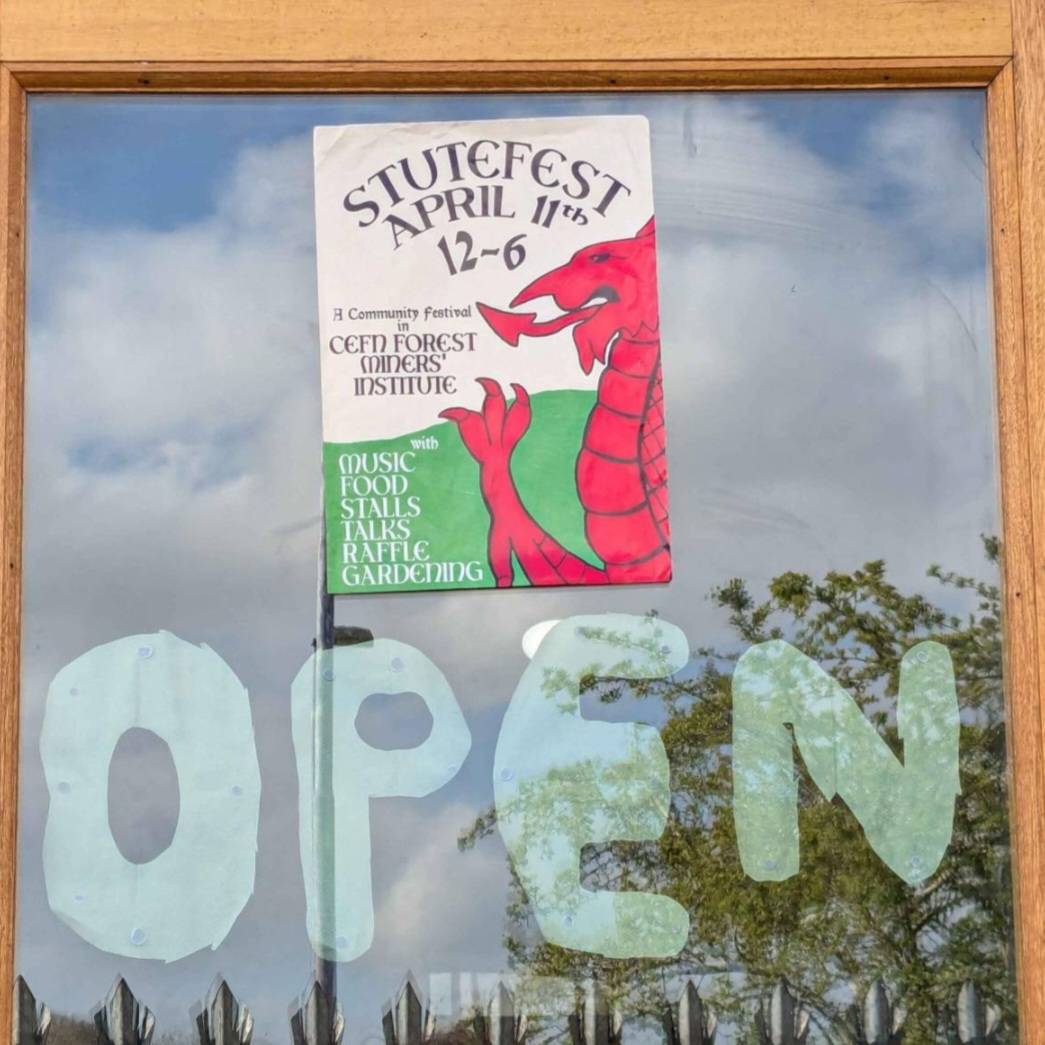 STUTEFEST
APRIL 11th
12-6
A Community Festival
in
CEFN FOREST
MINERS'
INSTITUTE
with
MUSIC
FOOD
STALLS
TALKS
RAFFLE
GARDENING
OPEN